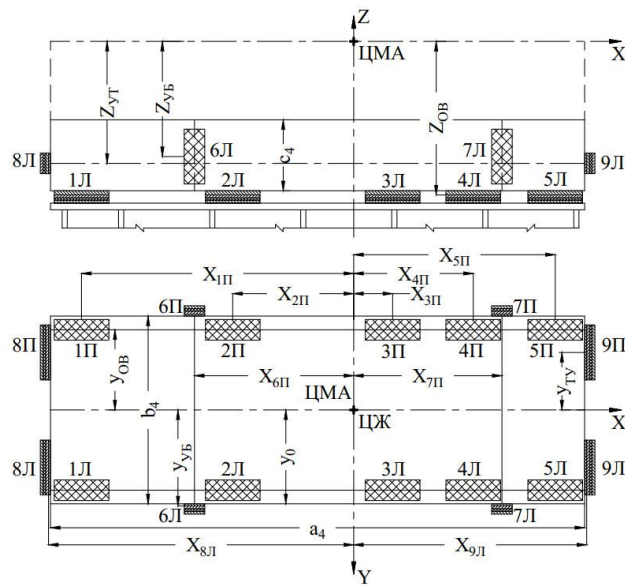 Z
ЦМА
X
Z_УТ
Z_УБ
Z_ОВ
8Л
6Л
c_4
7Л
9Л
1Л
2Л
3Л
4Л
5Л
X_5П
X_1П
X_4П
X_2П
X_3П
6П
7П
8П
1П
2П
3П
4П
5П
9П
y_ОВ
b_4
X_6П
X_7П
y_ТУ
ЦМА
X
ЦЖ
y_УБ
y_0
8Л
1Л
2Л
3Л
4Л
5Л
9Л
6Л
7Л
a_4
X_8Л
X_9Л
Y